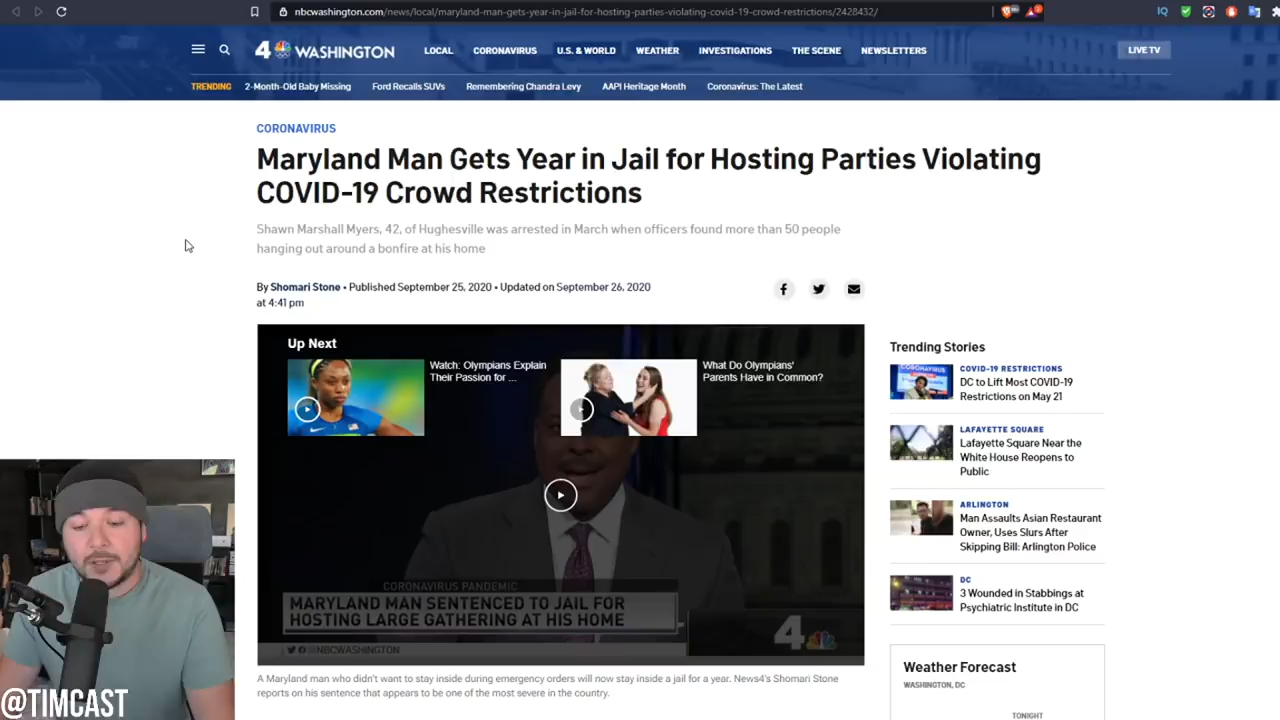 nbcwashington.com/news/local/maryland-man-gets-year-in-jail-for-hosting-parties-violating-covid-19-crowd-restrictions/2428432/
4 WASHINGTON
LOCAL CORONAVIRUS U.S. & WORLD WEATHER INVESTIGATIONS THE SCENE NEWSLETTERS LIVE TV
TRENDING 2-Month-Old Baby Missing Ford Recalls SUVs Remembering Chandra Levy AAPI Heritage Month Coronavirus: The Latest
CORONAVIRUS
Maryland Man Gets Year in Jail for Hosting Parties Violating
COVID-19 Crowd Restrictions
Shawn Marshall Myers, 42, of Hughesville was arrested in March when officers found more than 50 people
hanging out around a bonfire at his home
By Shomari Stone • Published September 25, 2020 • Updated on September 26, 2020
at 4:41 pm
Up Next
Watch: Olympians Explain
Their Passion for ...
What Do Olympians'
Parents Have in Common?
CORONAVIRUS PANDEMIC
MARYLAND MAN SENTENCED TO JAIL FOR
HOSTING LARGE GATHERING AT HIS HOME
4
@NBCWASHINGTON
A Maryland man who didn't want to stay inside during emergency orders will now stay inside a jail for a year. News4's Shomari Stone
reports on his sentence that appears to be one of the most severe in the country.
Trending Stories
COVID-19 RESTRICTIONS
DC to Lift Most COVID-19
Restrictions on May 21
LAFAYETTE SQUARE
Lafayette Square Near the
White House Reopens to
Public
ARLINGTON
Man Assaults Asian Restaurant
Owner, Uses Slurs After
Skipping Bill: Arlington Police
DC
3 Wounded in Stabbings at
Psychiatric Institute in DC
Weather Forecast
WASHINGTON, DC
TONIGHT
@TIMCAST